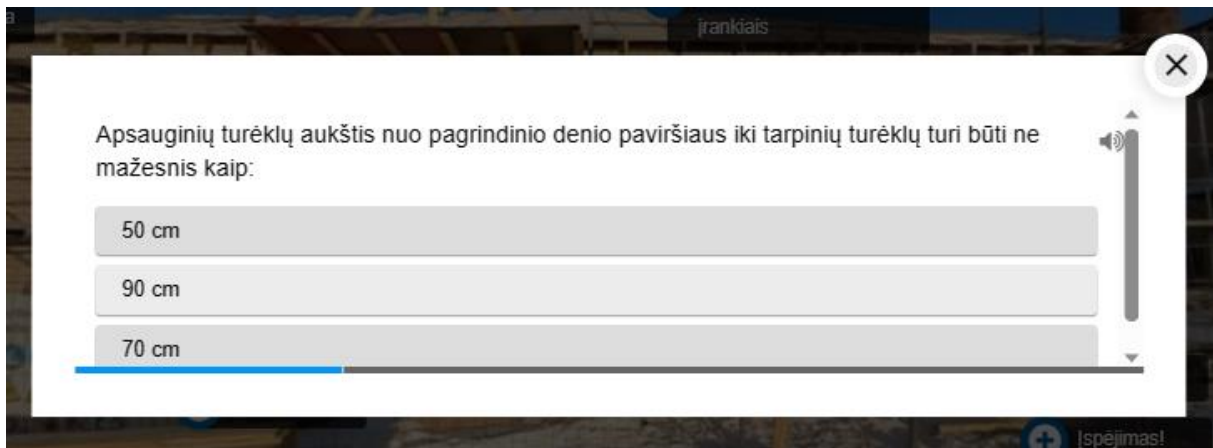 įrankiais
Apsauginių turėklų aukštis nuo pagrindinio denio paviršiaus iki tarpinių turėklų turi būti ne
mažesnis kaip:
50 cm
90 cm
70 cm
Įspėjimas!